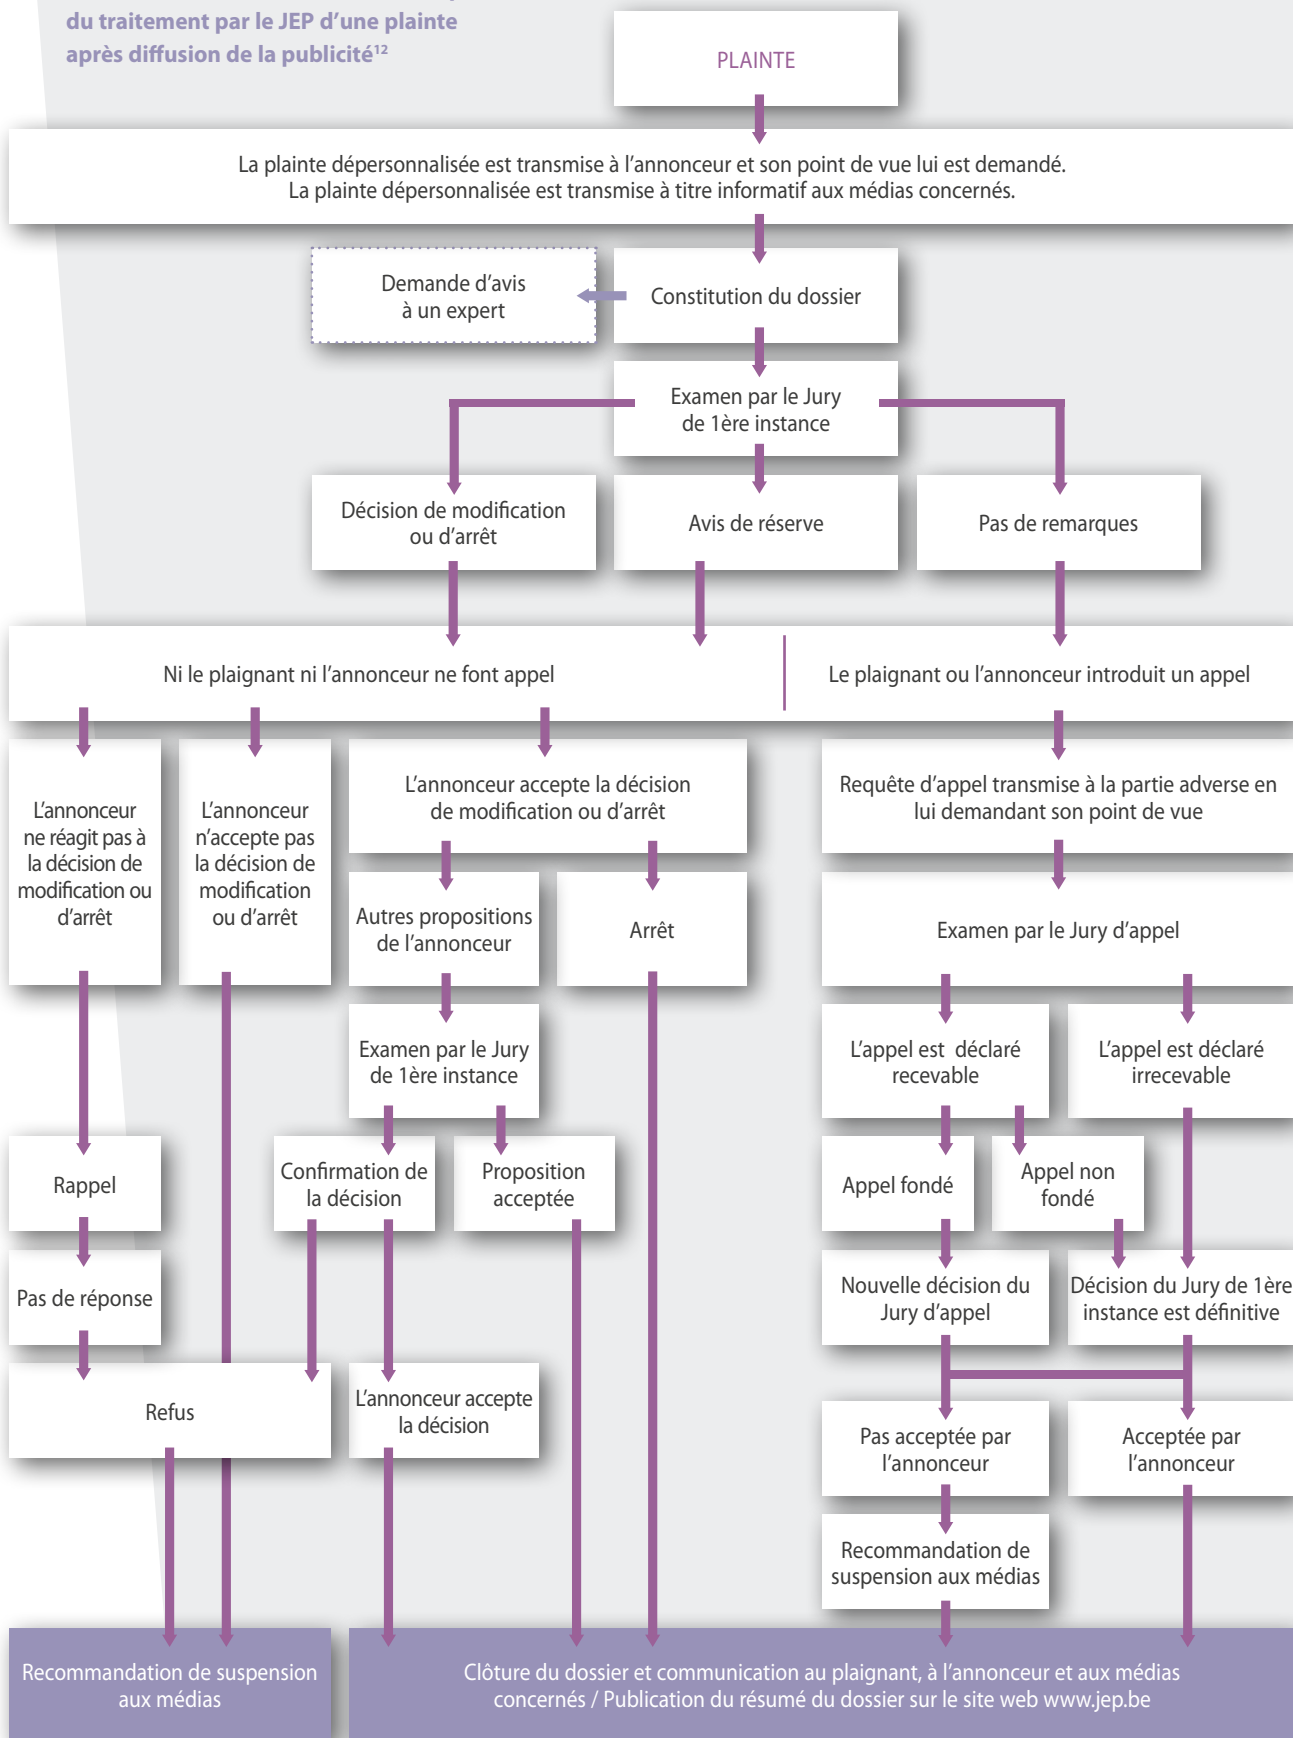 du traitement par le JEP d’une plainte
après diffusion de la publicité12
PLAINTE
La plainte dépersonnalisée est transmise à l’annonceur et son point de vue lui est demandé.
La plainte dépersonnalisée est transmise à titre informatif aux médias concernés.
Demande d’avis
à un expert
Constitution du dossier
Examen par le Jury
de 1ère instance
Décision de modification
ou d’arrêt
Avis de réserve
Pas de remarques
Ni le plaignant ni l’annonceur ne font appel
Le plaignant ou l’annonceur introduit un appel
L’annonceur
ne réagit pas à
la décision de
modification ou
d’arrêt
L’annonceur
n’accepte pas
la décision de
modification
ou d’arrêt
L’annonceur accepte la décision
de modification ou d’arrêt
Requête d’appel transmise à la partie adverse en
lui demandant son point de vue
Autres propositions
de l’annonceur
Arrêt
Examen par le Jury d’appel
Examen par le Jury
de 1ère instance
L’appel est déclaré
recevable
L’appel est déclaré
irrecevable
Rappel
Confirmation de
la décision
Proposition
acceptée
Appel fondé
Appel non
fondé
Pas de réponse
Nouvelle décision du
Jury d’appel
Décision du Jury de 1ère
instance est définitive
Refus
L’annonceur accepte
la décision
Pas acceptée par
l’annonceur
Acceptée par
l’annonceur
Recommandation de
suspension aux médias
Recommandation de suspension
aux médias
Clôture du dossier et communication au plaignant, à l’annonceur et aux médias
concernés / Publication du résumé du dossier sur le site web www.jep.be